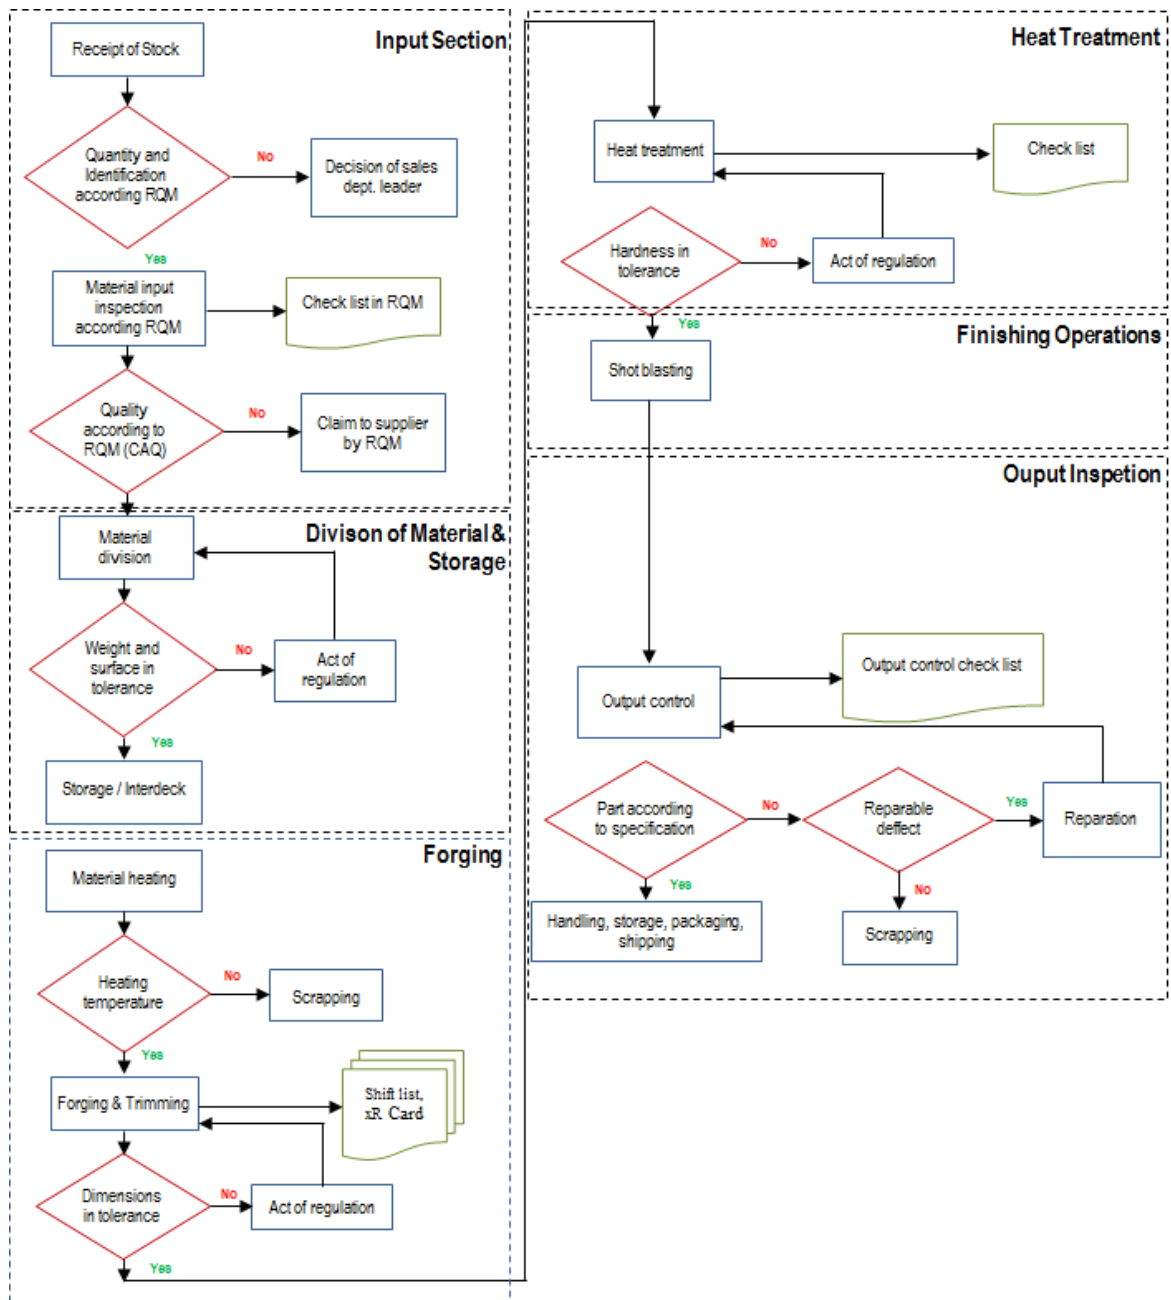 Input Section
Receipt of Stock
Quantity and
Identification
according RQM
No
Decision of sales
dept. leader
Yes
Material input
inspection
according RQM
Check list in RQM
Quality
according to
RQM (CAQ)
No
Claim to supplier
by RQM
Divison of Material &
Storage
Material
division
Weight and
surface in
tolerance
No
Act of
regulation
Yes
Storage / Interdeck
Forging
Material heating
Heating
temperature
No
Scrapping
Yes
Forging & Trimming
Shift list,
xR Card
Dimensions
in tolerance
No
Act of regulation
Yes
Heat Treatment
Heat treatment
Check list
Hardness in
tolerance
No
Act of regulation
Yes
Finishing Operations
Shot blasting
Ouput Inspetion
Output control check list
Output control
Part according
to specification
No
Reparable
deffect
Yes
Reparation
Yes
No
Handling, storage, packaging,
shipping
Scrapping